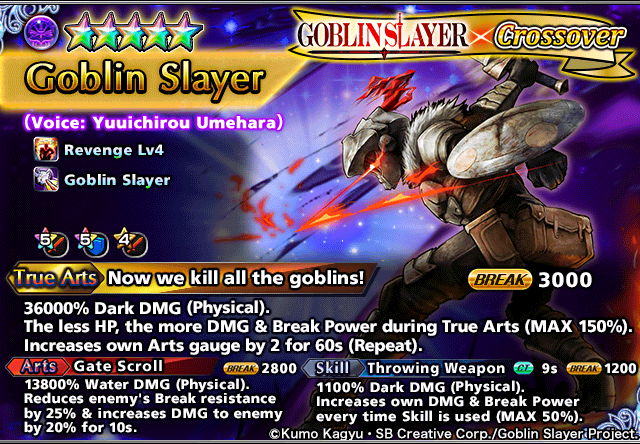 GOBLIN SLAYER × Crossover
Goblin Slayer
(Voice: Yuuichirou Umehara)
Revenge Lv4
Goblin Slayer
5 5 4
True Arts Now we kill all the goblins! BREAK 3000
36000% Dark DMG (Physical).
The less HP, the more DMG & Break Power during True Arts (MAX 150%).
Increases own Arts gauge by 2 for 60s (Repeat).
Arts Gate Scroll BREAK 2800
13800% Water DMG (Physical).
Reduces enemy's Break resistance
by 25% & increases DMG to enemy
by 20% for 10s.
Skill Throwing Weapon CT 9s BREAK 1200
1100% Dark DMG (Physical).
Increases own DMG & Break Power
every time Skill is used (MAX 50%).
©Kumo Kagyu • SB Creative Corp./Goblin Slayer Project.